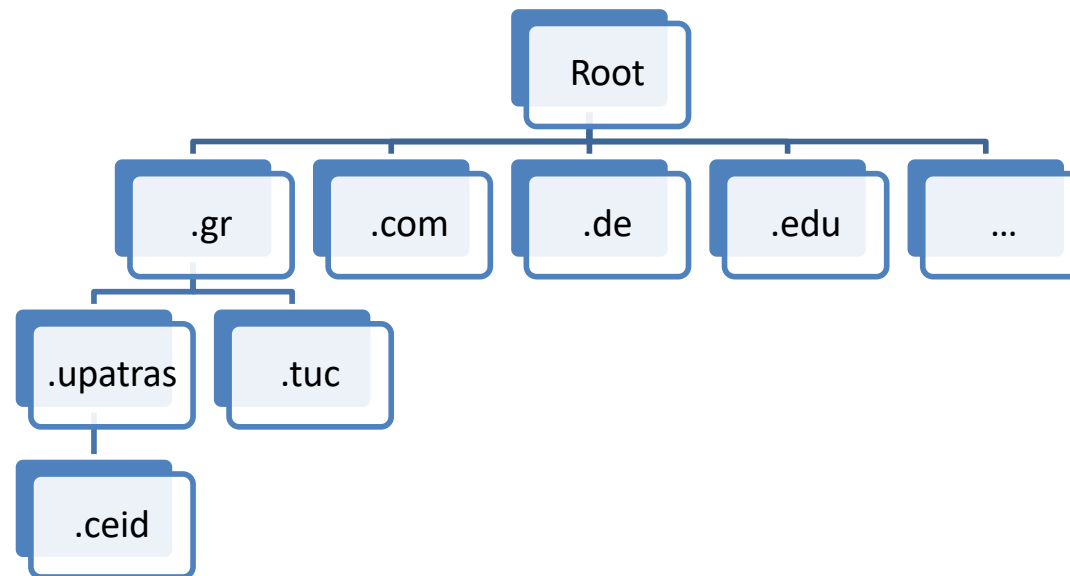 Root
.gr
.com
.de
.edu
...
.upatras
.tuc
.ceid